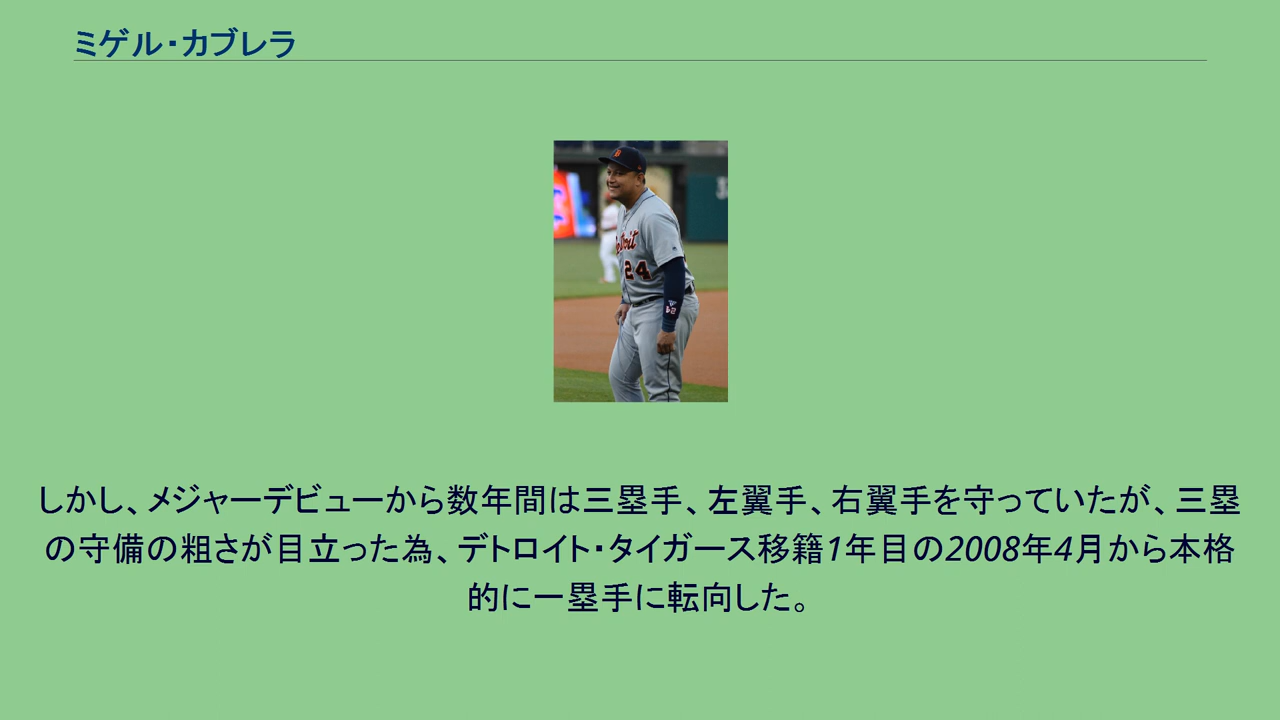 ミゲル・カブレラ
Detroit
24
しかし、メジャーデビューから数年間は三塁手、左翼手、右翼手を守っていたが、三塁
の守備の粗さが目立った為、デトロイト・タイガース移籍1年目の2008年4月から本格
的に一塁手に転向した。